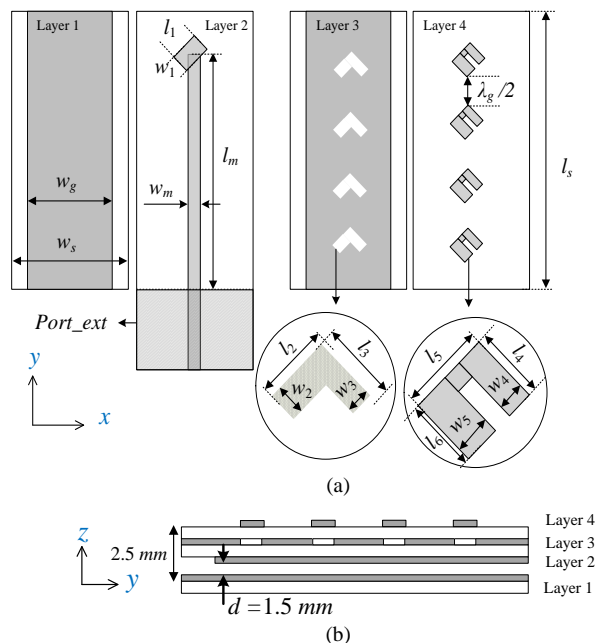 Layer 1
Layer 2
Layer 3
Layer 4
l1
w1
lm
wm
wg
ws
λg /2
ls
Port_ext
y
x
l2
l3
w2
w3
l5
l4
w4
w5
l6
(a)
z
y
2.5 mm
d =1.5 mm
Layer 4
Layer 3
Layer 2
Layer 1
(b)